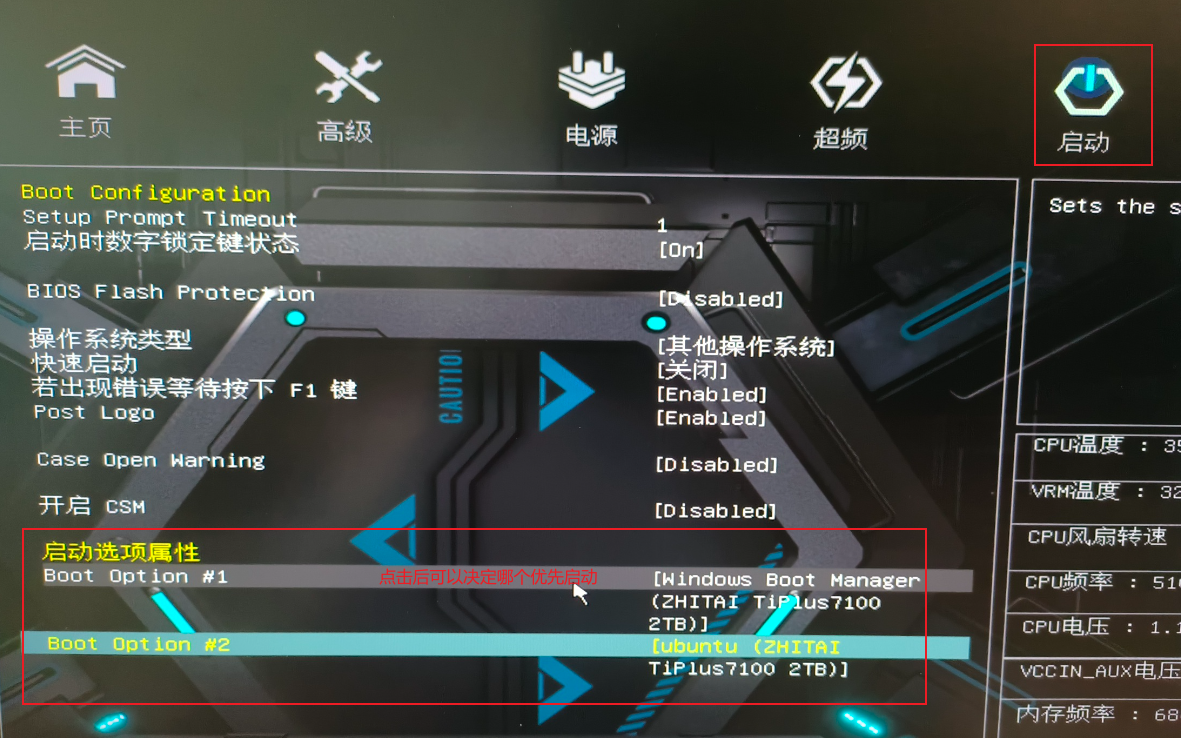 主页
高级
电源
超频
启动
Boot Configuration
Setup Prompt Timeout 1
启动时数字锁定键状态 [On]
BIOS Flash Protection [Disabled]
操作系统类型 [其他操作系统]
快速启动 [关闭]
若出现错误等待按下 F1 键 [Enabled]
Post Logo [Enabled]
Case Open Warning [Disabled]
开启 CSM [Disabled]
启动选项属性
Boot Option #1 [Windows Boot Manager
(ZHITAI TiPlus7100
2TB)]
点击后可以决定哪个优先启动
Boot Option #2 [ubuntu (ZHITAI
TiPlus7100 2TB)]
CAUTIO
Sets the
CPU温度 : 35
VRM温度 : 32
CPU风扇转速
CPU频率 : 510
CPU电压 : 1.1
VCCIN_AUX电压
内存频率 : 68